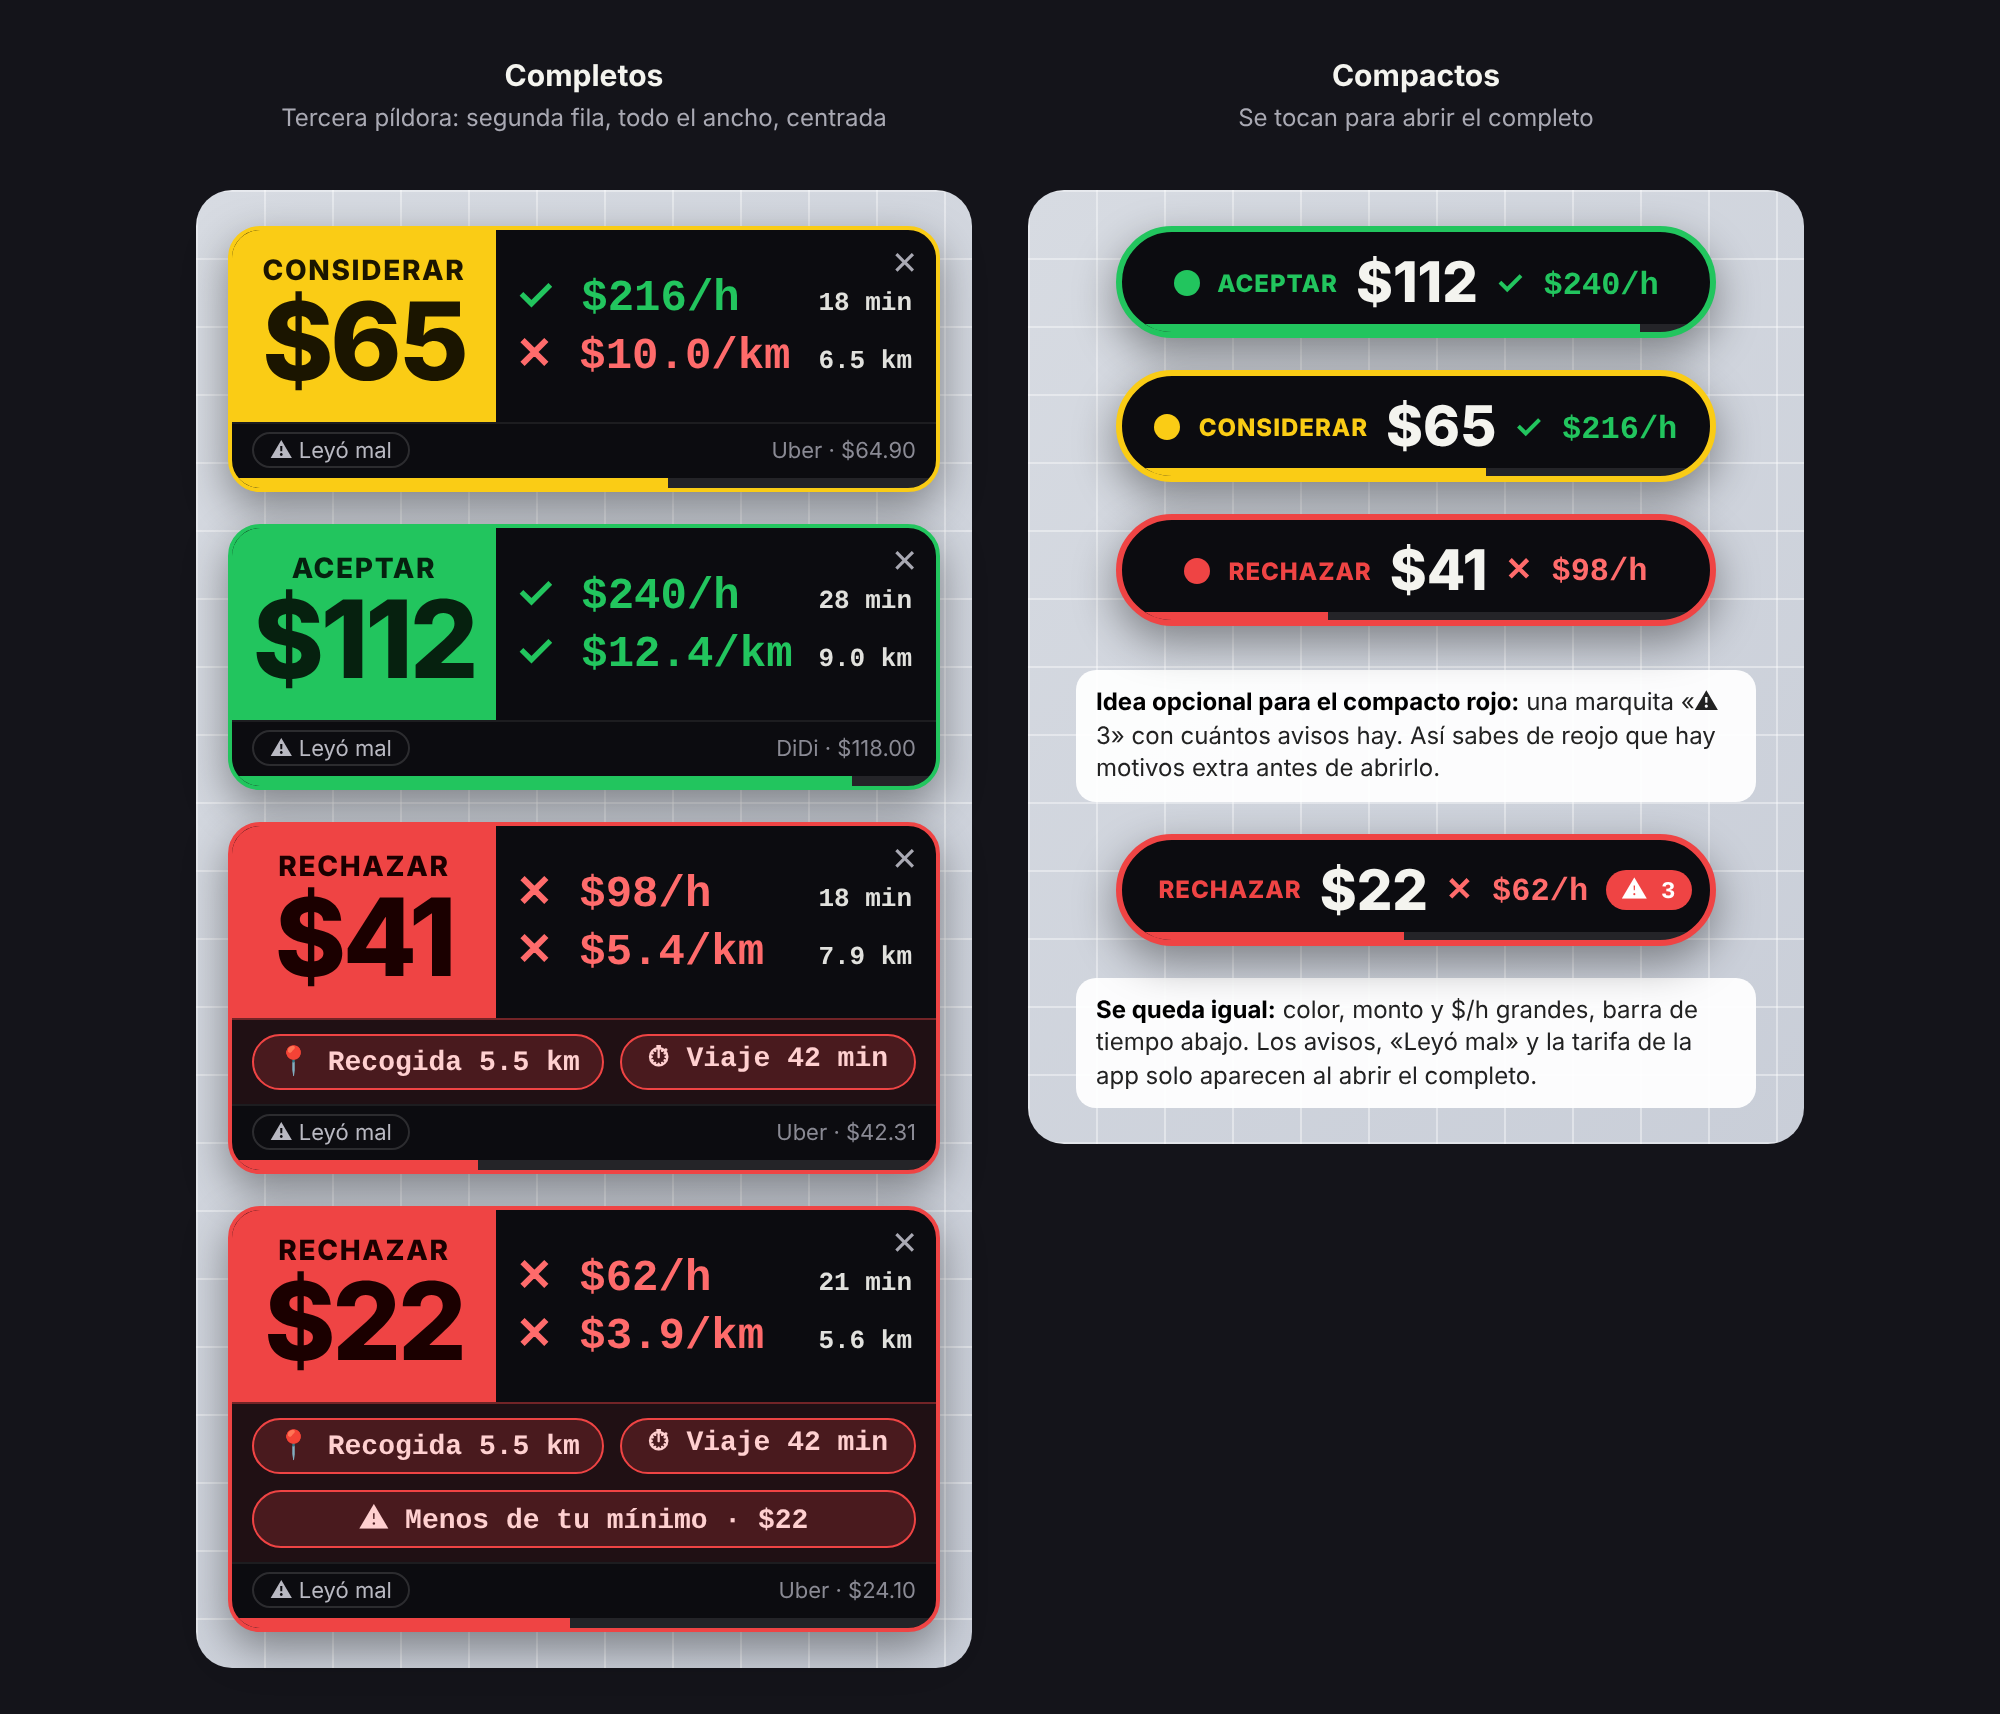 Completos
Tercera píldora: segunda fila, todo el ancho, centrada
CONSIDERAR
$65
✓ $216/h 18 min
✕ $10.0/km 6.5 km
✕
⚠ Leyó mal
Uber · $64.90
ACEPTAR
$112
✓ $240/h 28 min
✓ $12.4/km 9.0 km
✕
⚠ Leyó mal
DiDi · $118.00
RECHAZAR
$41
✕ $98/h 18 min
✕ $5.4/km 7.9 km
✕
📍 Recogida 5.5 km
⏱ Viaje 42 min
⚠ Leyó mal
Uber · $42.31
RECHAZAR
$22
✕ $62/h 21 min
✕ $3.9/km 5.6 km
✕
📍 Recogida 5.5 km
⏱ Viaje 42 min
⚠ Menos de tu mínimo · $22
⚠ Leyó mal
Uber · $24.10
Compactos
Se tocan para abrir el completo
ACEPTAR $112 ✓ $240/h
CONSIDERAR $65 ✓ $216/h
RECHAZAR $41 ✕ $98/h
Idea opcional para el compacto rojo: una marquita «⚠
3» con cuántos avisos hay. Así sabes de reojo que hay
motivos extra antes de abrirlo.
RECHAZAR $22 ✕ $62/h ⚠ 3
Se queda igual: color, monto y $/h grandes, barra de
tiempo abajo. Los avisos, «Leyó mal» y la tarifa de la
app solo aparecen al abrir el completo.